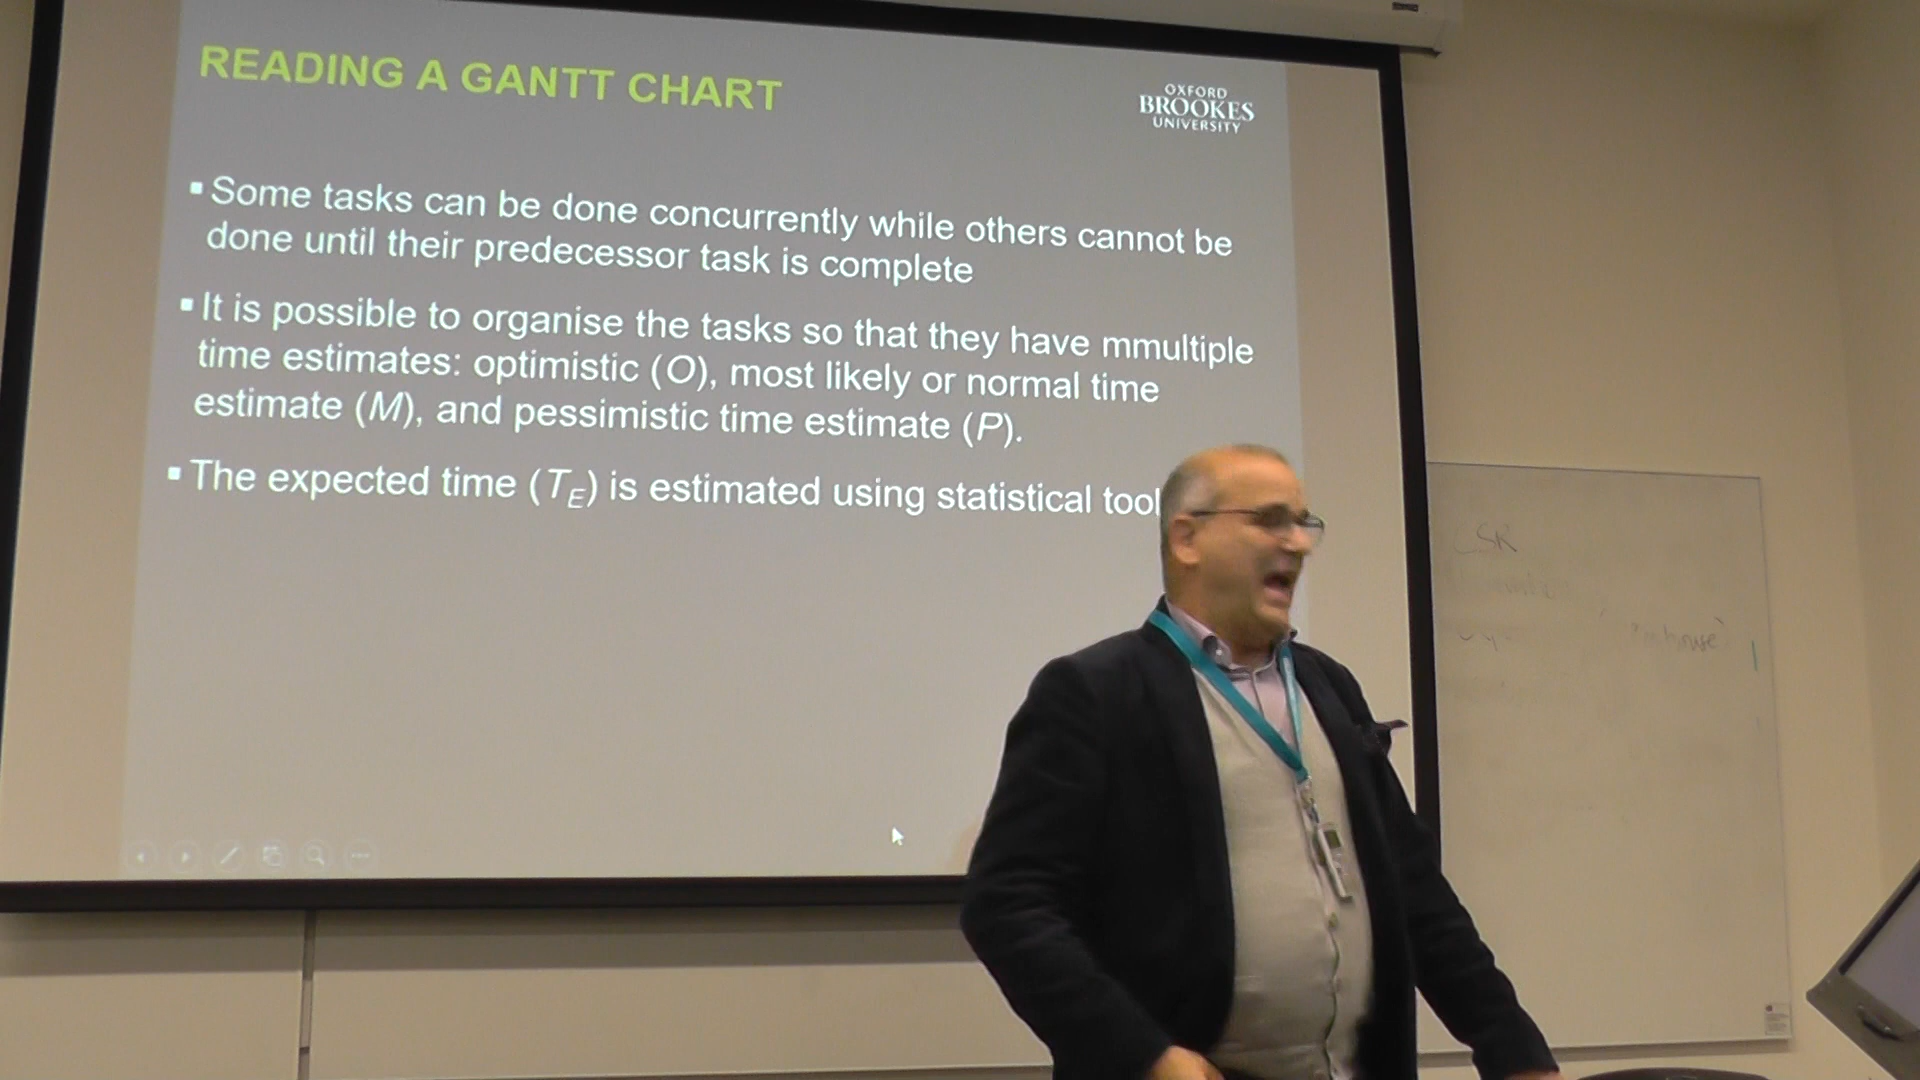 READING A GANTT CHART
OXFORD
BROOKES
UNIVERSITY
▪ Some tasks can be done concurrently while others cannot be
done until their predecessor task is complete
▪ It is possible to organise the tasks so that they have mmultiple
time estimates: optimistic (O), most likely or normal time
estimate (M), and pessimistic time estimate (P).
▪ The expected time (TE) is estimated using statistical tool